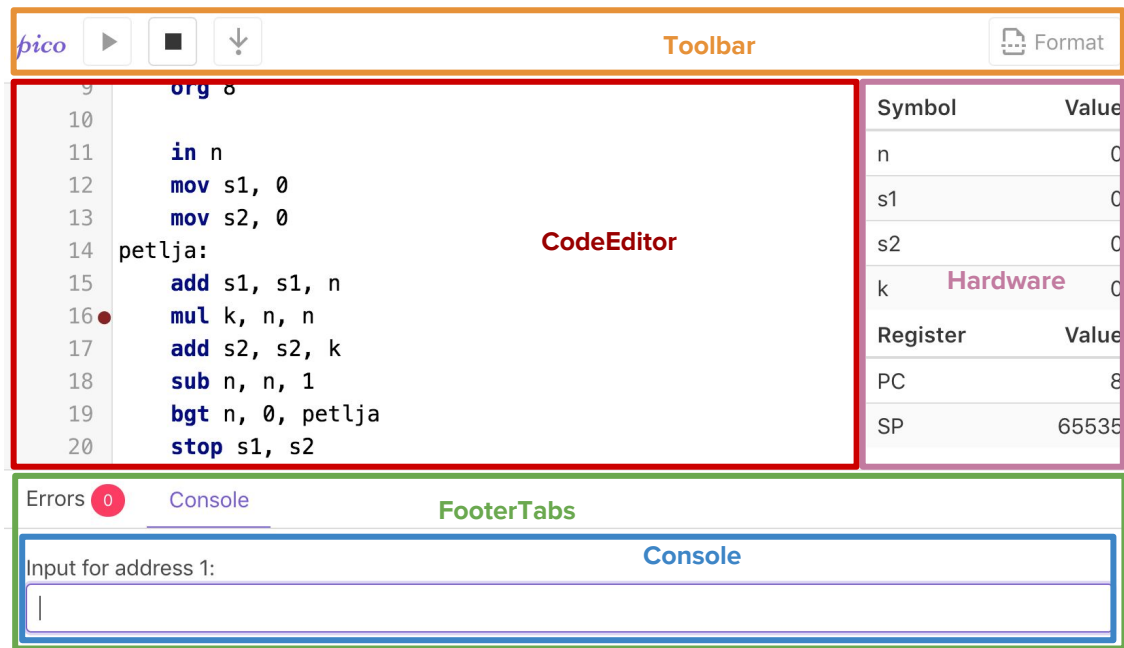 pico Toolbar Format
9 org 8
10
11 in n
12 mov s1, 0
13 mov s2, 0
14 petlja:
15 add s1, s1, n
16 mul k, n, n
17 add s2, s2, k
18 sub n, n, 1
19 bgt n, 0, petlja
20 stop s1, s2
CodeEditor
Symbol Value
n 0
s1 0
s2 0
k 0
Hardware
Register Value
PC 8
SP 65535
Errors 0 Console
FooterTabs
Console
Input for address 1: